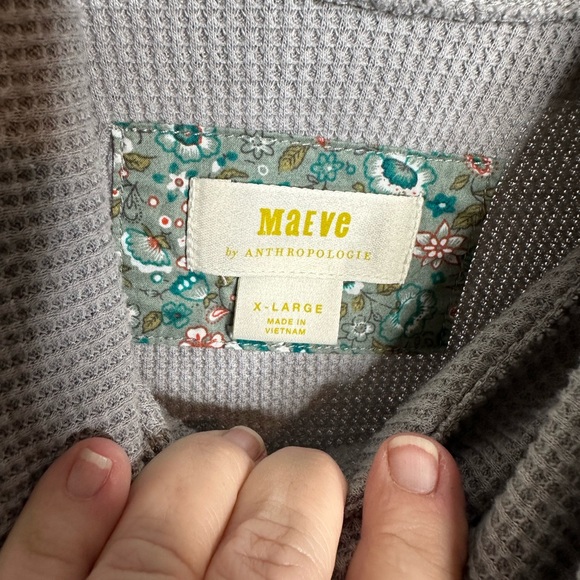 MaEVe
by ANTHROPOLOGIE
X-LARGE
MADE IN
VIETNAM